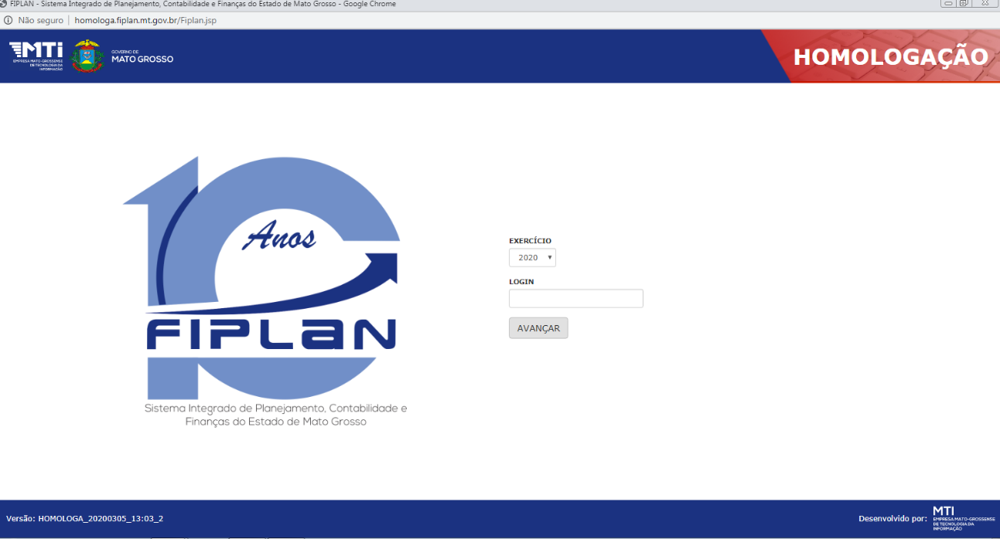 FIPLAN - Sistema Integrado de Planejamento, Contabilidade e Finanças do Estado de Mato Grosso - Google Chrome
Não seguro | homologa.fiplan.mt.gov.br/Fiplan.jsp
MTI
EMPRESA MATO-GROSSENSE
DE TECNOLOGIA DA
INFORMAÇÃO
GOVERNO DE
MATO GROSSO
HOMOLOGAÇÃO
10
Anos
FIPLAN
Sistema Integrado de Planejamento, Contabilidade e
Finanças do Estado de Mato Grosso
EXERCÍCIO
2020
LOGIN
AVANÇAR
Versão: HOMOLOGA_20200305_13:03_2
Desenvolvido por:
MTI
EMPRESA MATO-GROSSENSE
DE TECNOLOGIA DA
INFORMAÇÃO